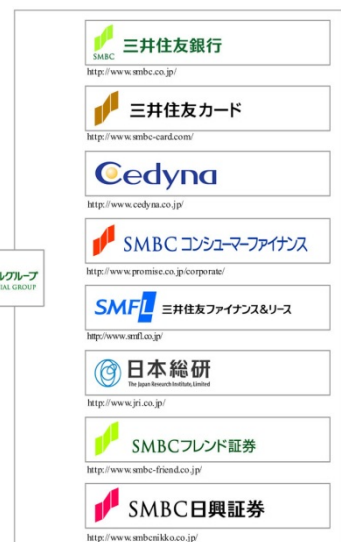 SMBC 三井住友銀行
http://www.smbc.co.jp/
三井住友カード
http://www.smbc-card.com/
Cedyna
http://www.cedyna.co.jp/
SMBC コンシューマーファイナンス
http://www.promise.co.jp/corporate/
ルグループ
IAL GROUP
SMFL 三井住友ファイナンス&リース
http://www.smfl.co.jp/
日本総研
The Japan Research Institute, Limited
http://www.jri.co.jp/
SMBCフレンド証券
http://www.smbc-friend.co.jp/
SMBC日興証券
http://www.smbcnikko.co.jp/